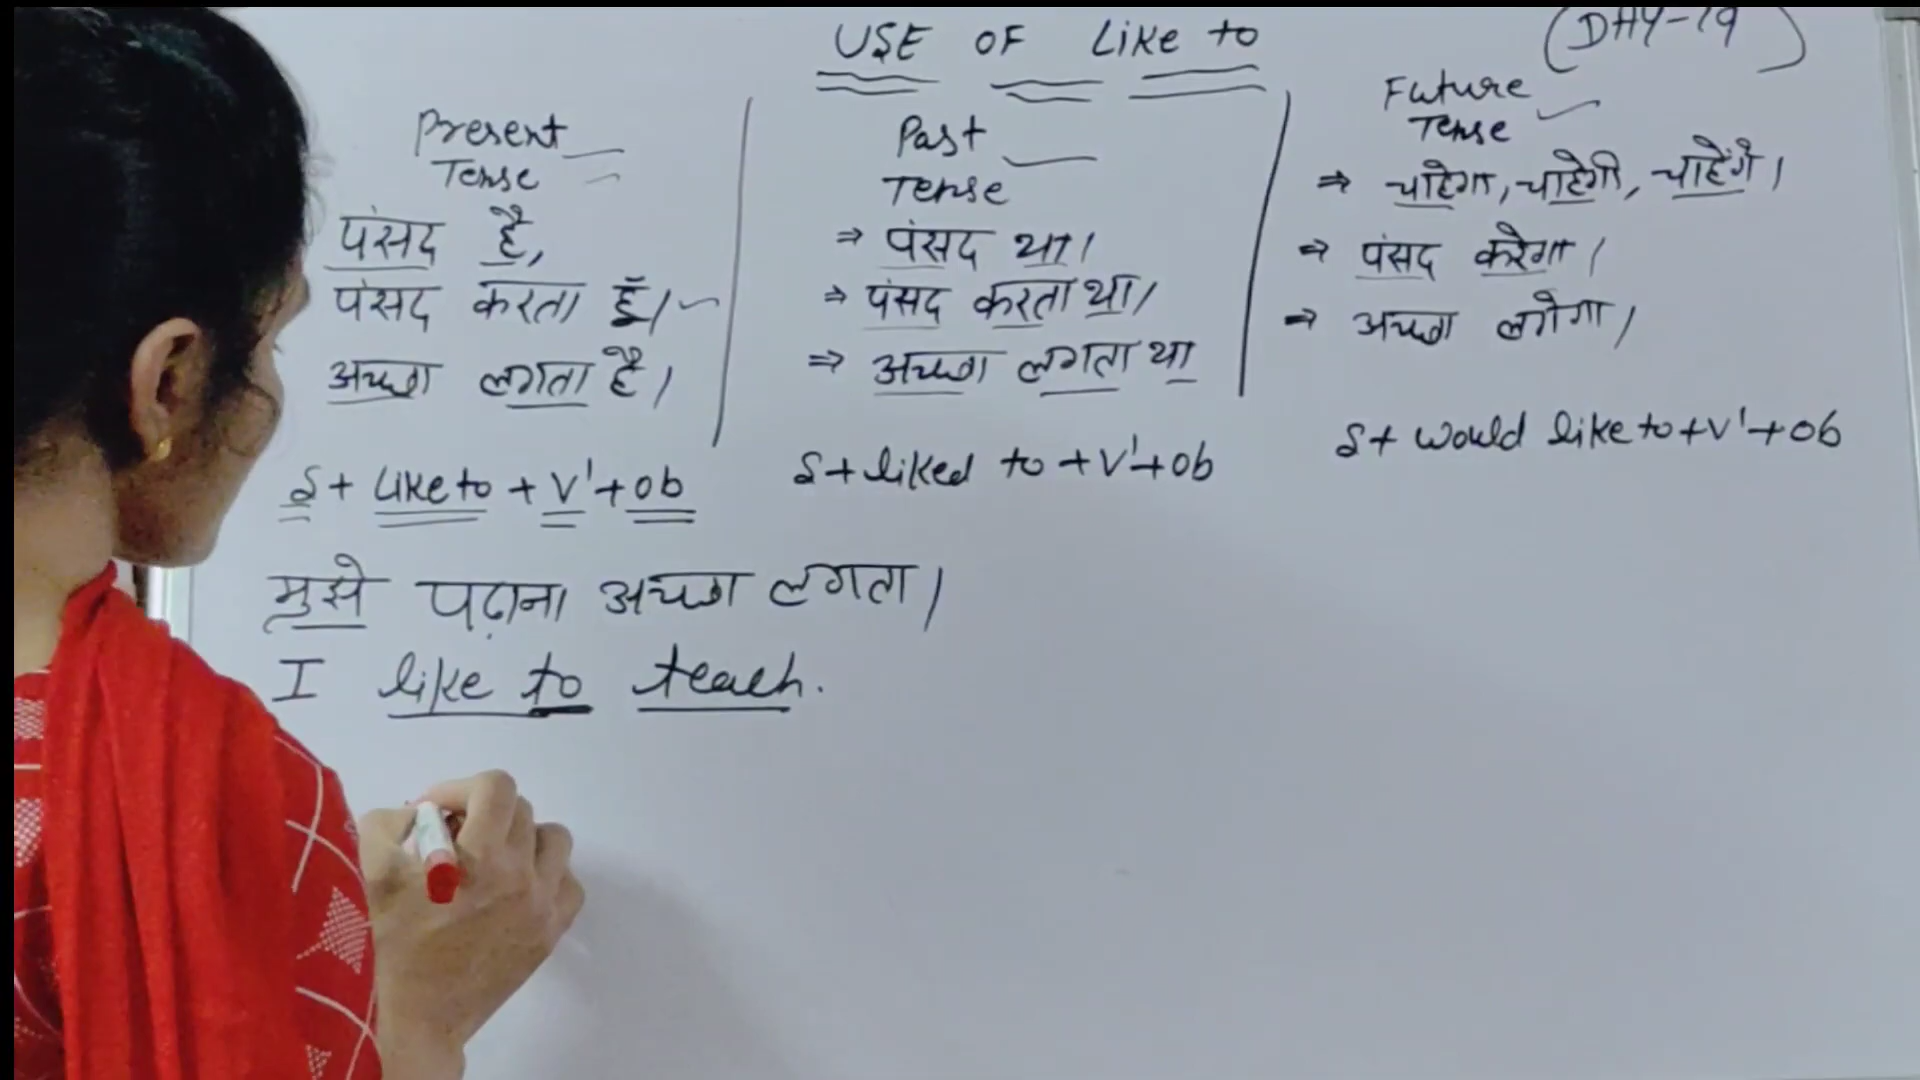 USE OF Like to
(DAY-19)
Present
Tense
पंसद है,
पंसद करता हूँ।
अच्छा लगता है।
S + Like to + V¹ + ob
Past
Tense
⇒ पंसद था।
⇒ पंसद करता था।
⇒ अच्छा लगता था
S + liked to + V¹ + ob
Future
Tense
⇒ चाहेगा, चाहेगी, चाहेंगे।
⇒ पंसद करेगा।
⇒ अच्छा लगेगा।
S + would like to + V¹ + ob
मुझे पढ़ाना अच्छा लगता।
I like to teach.